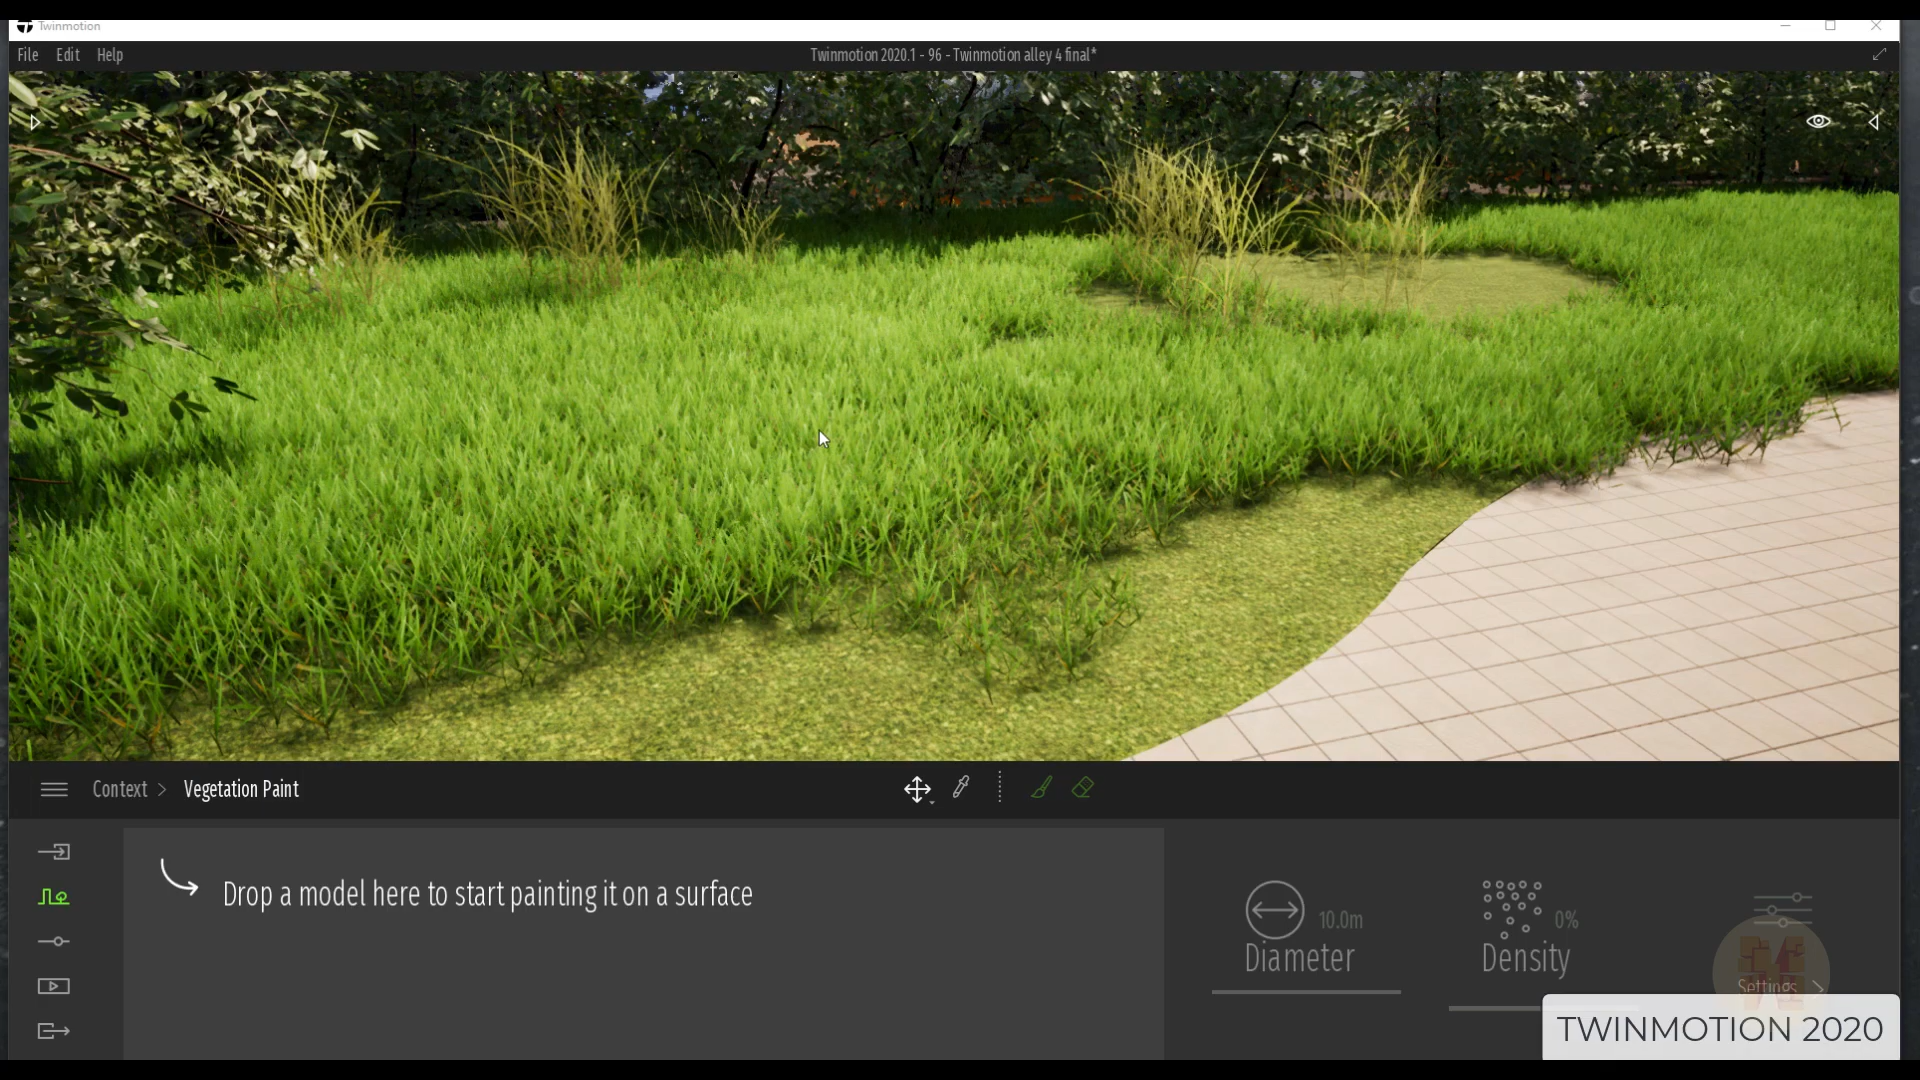 Twinmotion
File Edit Help
Twinmotion 2020.1 - 96 - Twinmotion alley 4 final*
Context > Vegetation Paint
Drop a model here to start painting it on a surface
10.0m
Diameter
0%
Density
Settings >
TWINMOTION 2020